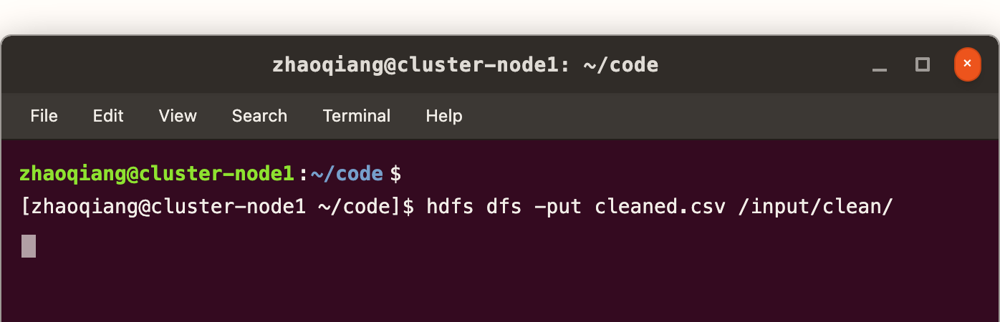 zhaoqiang@cluster-node1: ~/code
File Edit View Search Terminal Help
zhaoqiang@cluster-node1:~/code $
[zhaoqiang@cluster-node1 ~/code]$ hdfs dfs -put cleaned.csv /input/clean/